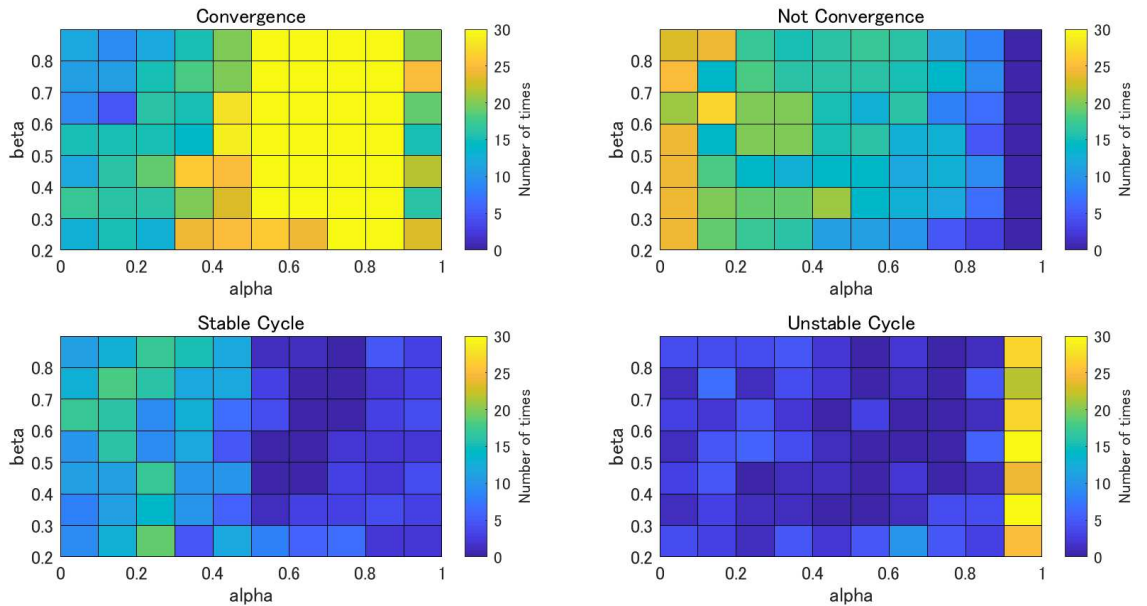 Convergence
0.8
0.7
0.6
0.5
0.4
0.3
0.2
beta
0 0.2 0.4 0.6 0.8 1
alpha
30
25
20
15
10
5
0
Number of times
Not Convergence
0.8
0.7
0.6
0.5
0.4
0.3
0.2
beta
0 0.2 0.4 0.6 0.8 1
alpha
30
25
20
15
10
5
0
Number of times
Stable Cycle
0.8
0.7
0.6
0.5
0.4
0.3
0.2
beta
0 0.2 0.4 0.6 0.8 1
alpha
30
25
20
15
10
5
0
Number of times
Unstable Cycle
0.8
0.7
0.6
0.5
0.4
0.3
0.2
beta
0 0.2 0.4 0.6 0.8 1
alpha
30
25
20
15
10
5
0
Number of times